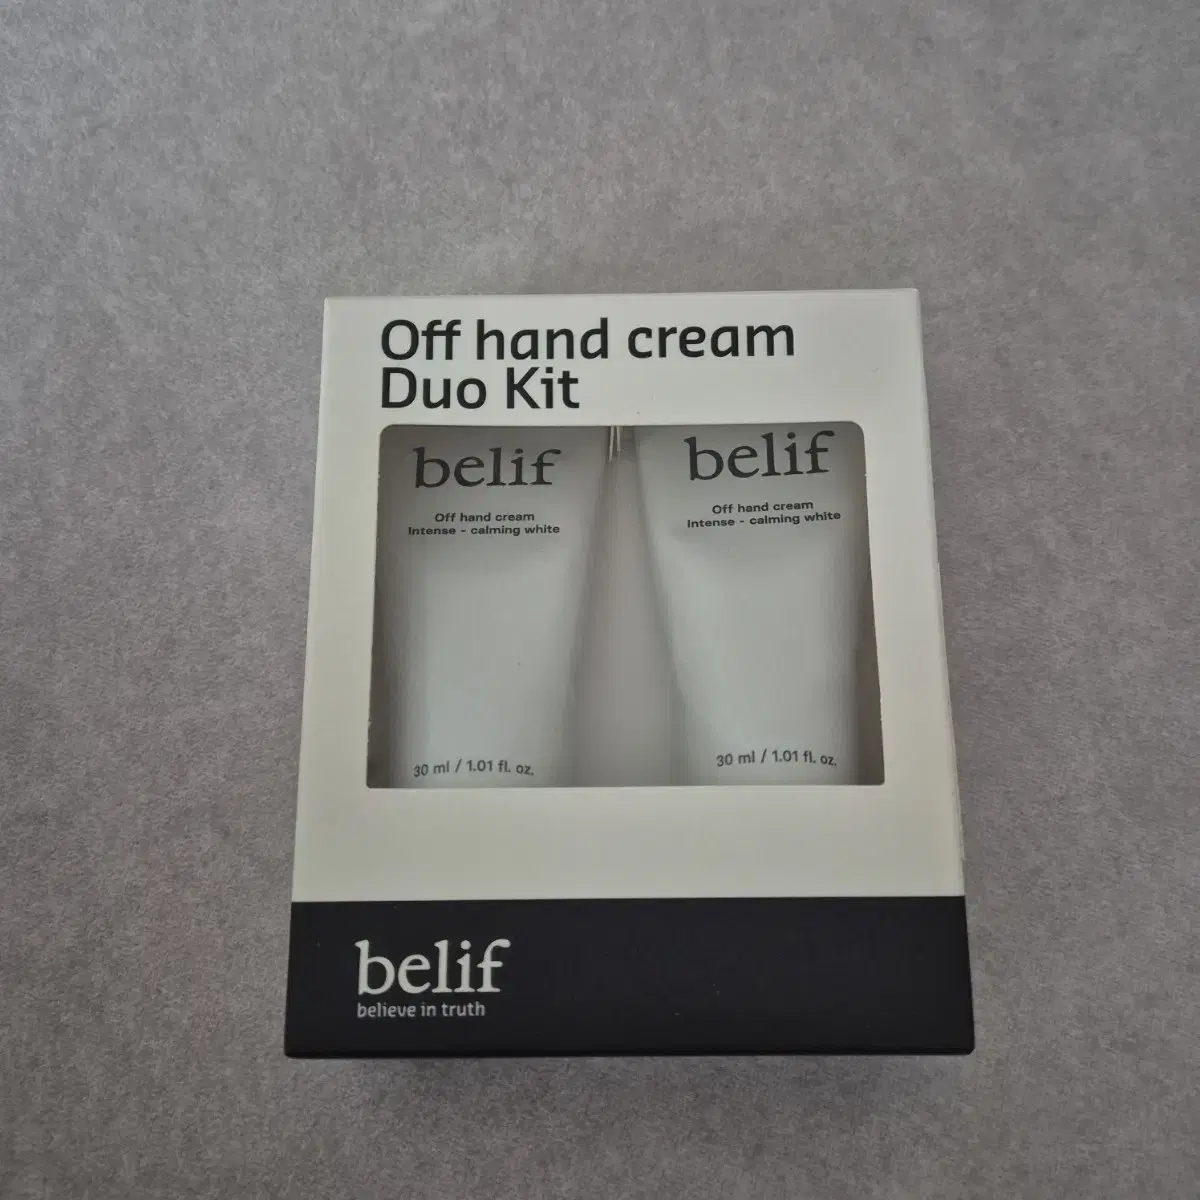 Off hand cream
Duo Kit
belif
Off hand cream
Intense - calming white
30 ml / 1.01 fl. oz.
belif
Off hand cream
Intense - calming white
30 ml / 1.01 fl. oz.
belif
believe in truth